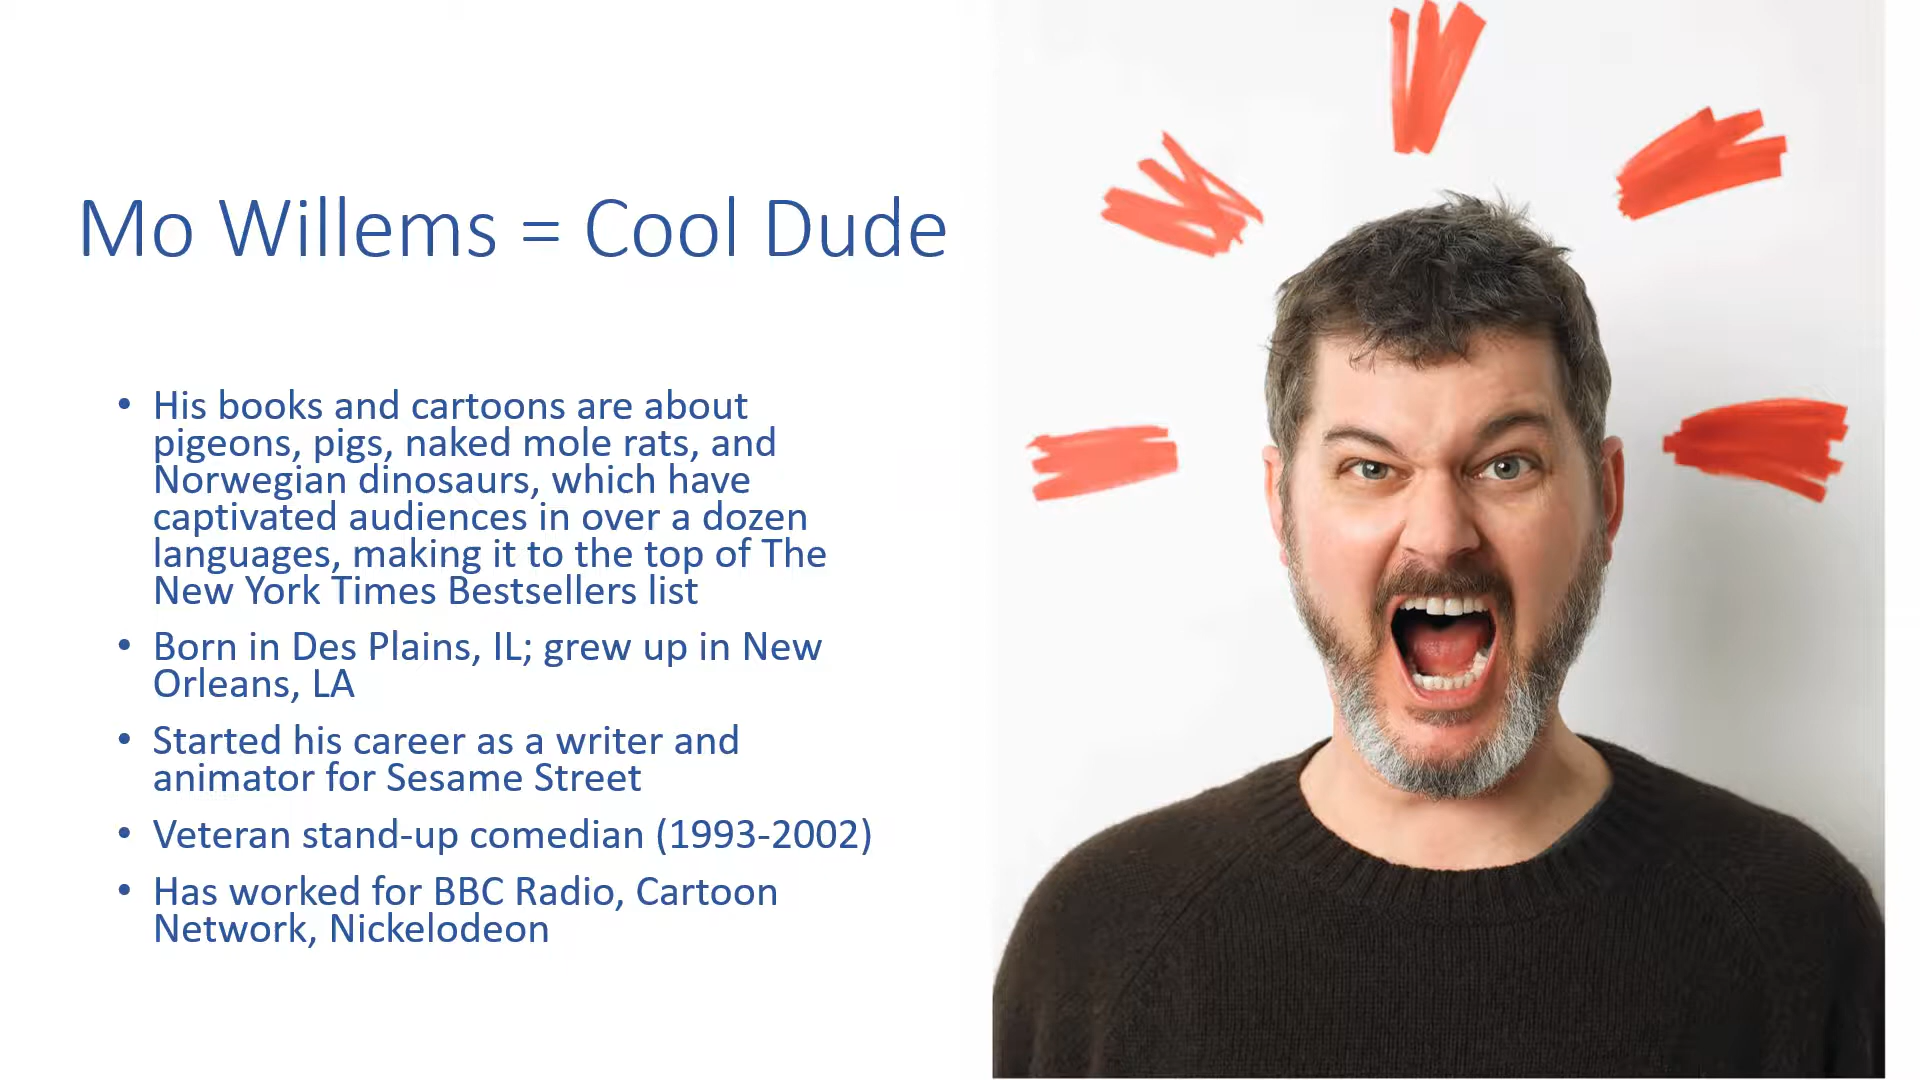 Mo Willems = Cool Dude
• His books and cartoons are about
pigeons, pigs, naked mole rats, and
Norwegian dinosaurs, which have
captivated audiences in over a dozen
languages, making it to the top of The
New York Times Bestsellers list
• Born in Des Plains, IL; grew up in New
Orleans, LA
• Started his career as a writer and
animator for Sesame Street
• Veteran stand-up comedian (1993-2002)
• Has worked for BBC Radio, Cartoon
Network, Nickelodeon